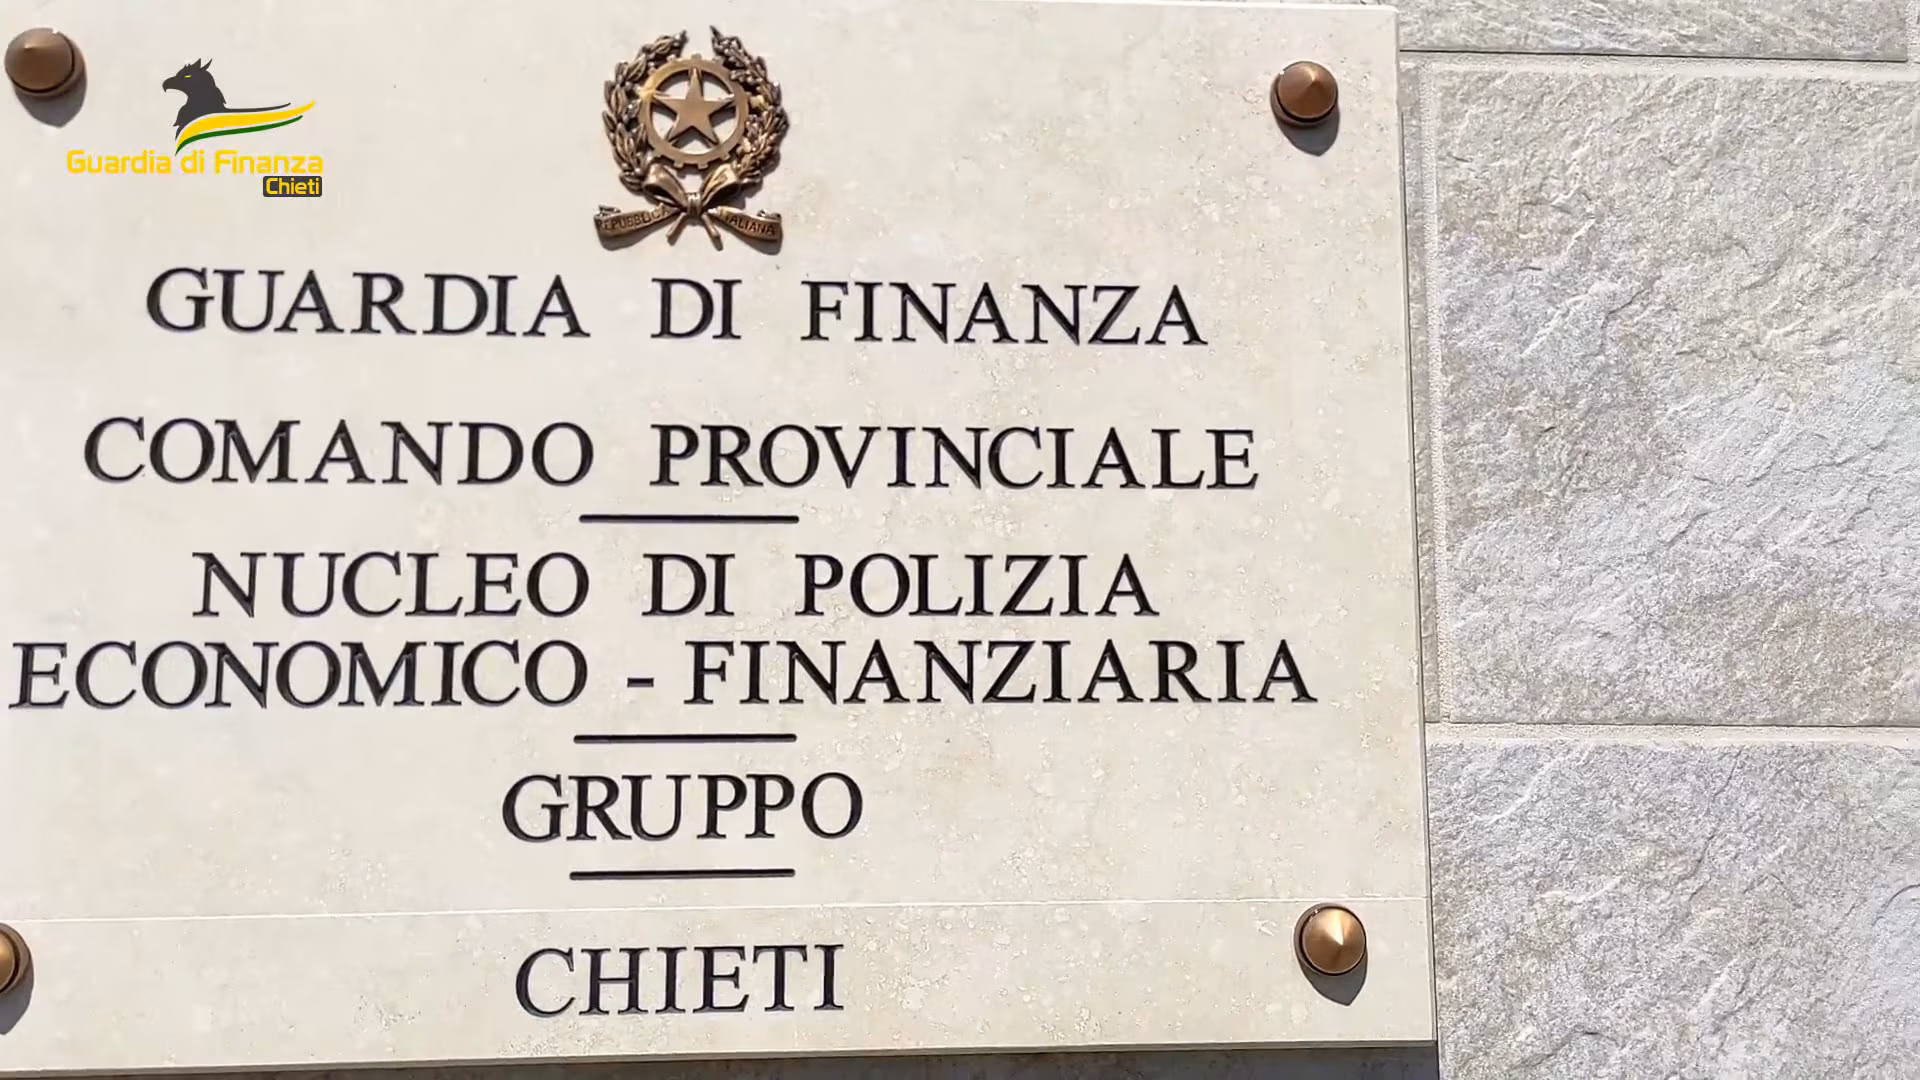 Guardia di Finanza
Chieti
REPUBBLICA ITALIANA
GUARDIA DI FINANZA
COMANDO PROVINCIALE
NUCLEO DI POLIZIA
ECONOMICO - FINANZIARIA
GRUPPO
CHIETI